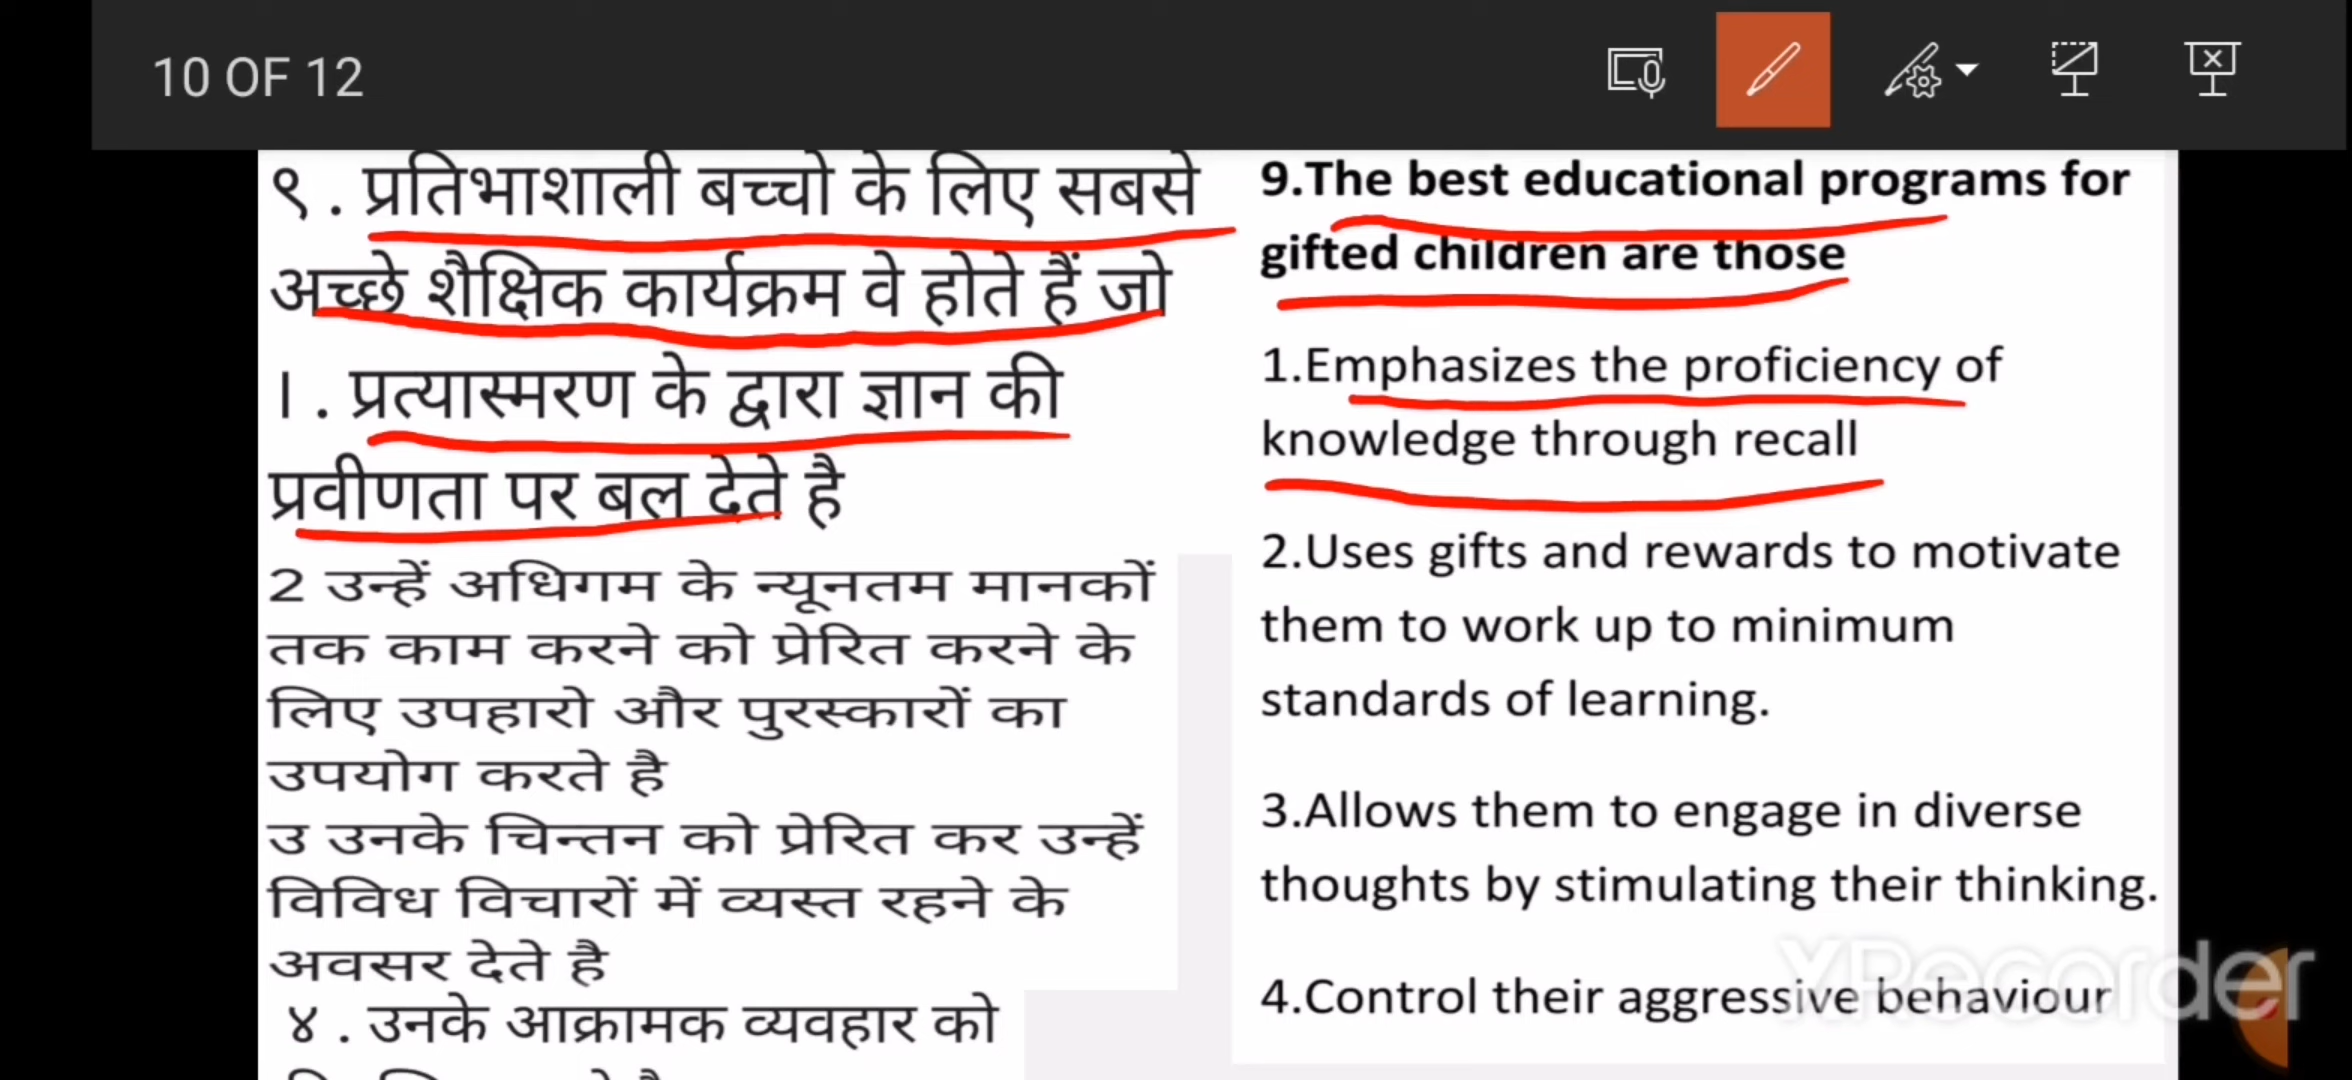 10 OF 12
९ . प्रतिभाशाली बच्चो के लिए सबसे
अच्छे शैक्षिक कार्यक्रम वे होते हैं जो
। . प्रत्यास्मरण के द्वारा ज्ञान की
प्रवीणता पर बल देते है
2 उन्हें अधिगम के न्यूनतम मानकों
तक काम करने को प्रेरित करने के
लिए उपहारो और पुरस्कारों का
उपयोग करते है
उ उनके चिन्तन को प्रेरित कर उन्हें
विविध विचारों में व्यस्त रहने के
अवसर देते है
४ . उनके आक्रामक व्यवहार को
9.The best educational programs for
gifted children are those
1.Emphasizes the proficiency of
knowledge through recall
2.Uses gifts and rewards to motivate
them to work up to minimum
standards of learning.
3.Allows them to engage in diverse
thoughts by stimulating their thinking.
4.Control their aggressive behaviour
XRecorder